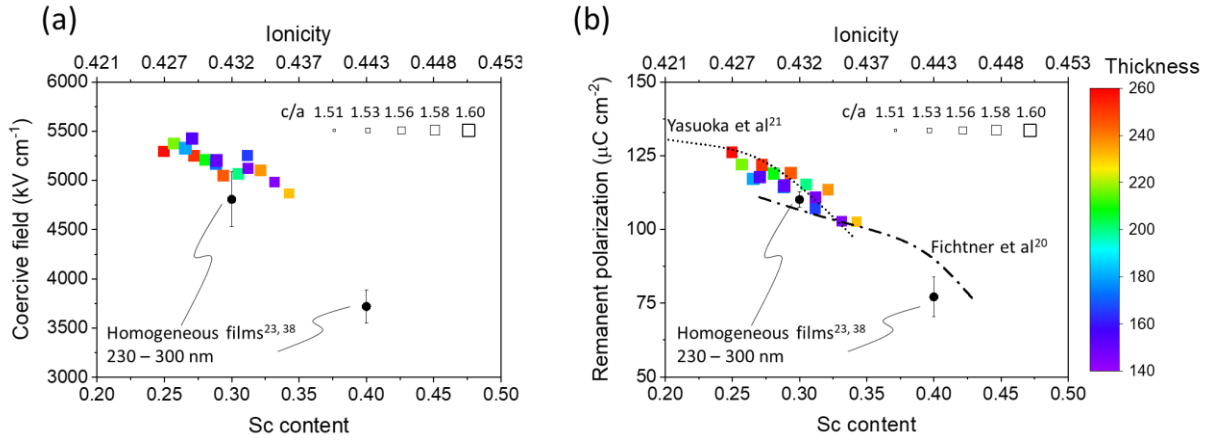 (a)
Ionicity
0.421 0.427 0.432 0.437 0.443 0.448 0.453
6000
5500
5000
4500
4000
3500
3000
Coercive field (kV cm⁻¹)
c/a 1.51 1.53 1.56 1.58 1.60
Homogeneous films²³, ³⁸
230 – 300 nm
0.20 0.25 0.30 0.35 0.40 0.45 0.50
Sc content
(b)
Ionicity
0.421 0.427 0.432 0.437 0.443 0.448 0.453
150
125
100
75
50
Remanent polarization (μC cm⁻²)
c/a 1.51 1.53 1.56 1.58 1.60
Yasuoka et al²¹
Fichtner et al²⁰
Homogeneous films²³, ³⁸
230 – 300 nm
0.20 0.25 0.30 0.35 0.40 0.45 0.50
Sc content
Thickness
260
240
220
200
180
160
140